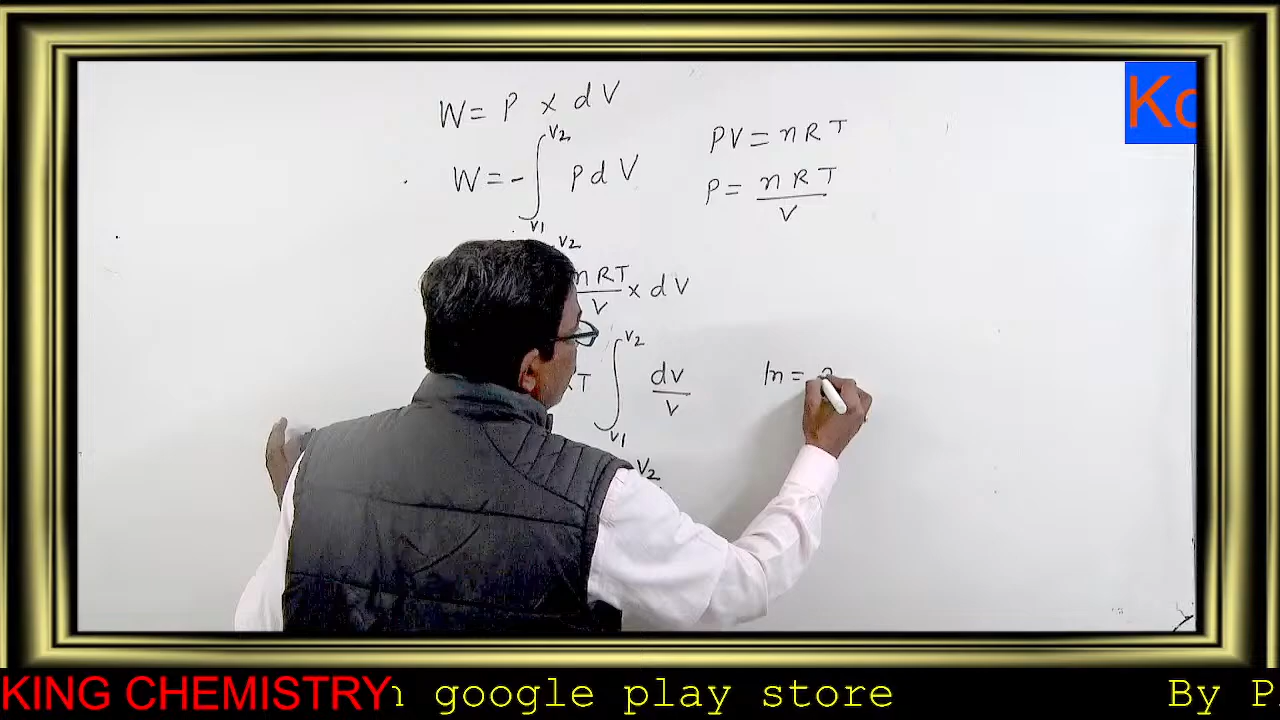 W = P x dV
W = - ∫ V2 V1 P dV
PV = nRT
P = nRT / V
V2
nRT / V x dV
RT ∫ V2 V1 dV / V
ln =
V2
KING CHEMISTRY google play store By P